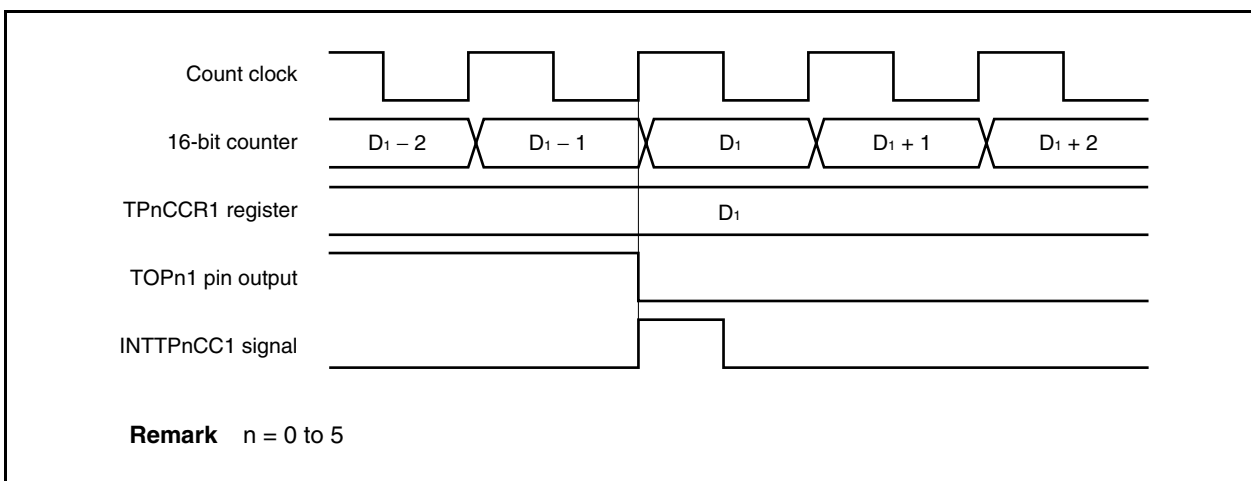 Count clock
16-bit counter D₁ – 2 D₁ – 1 D₁ D₁ + 1 D₁ + 2
TPnCCR1 register D₁
TOPn1 pin output
INTTPnCC1 signal
Remark n = 0 to 5